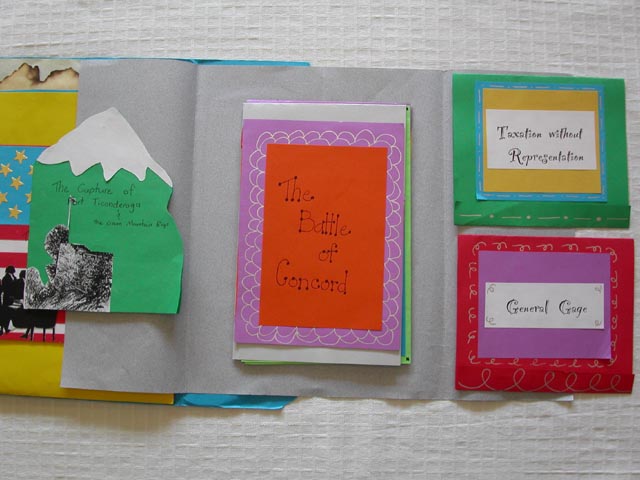 The Capture of
Fort Ticonderoga
&
the Green Mountain Boys
The
Battle
of
Concord
Taxation without
Representation
General Gage